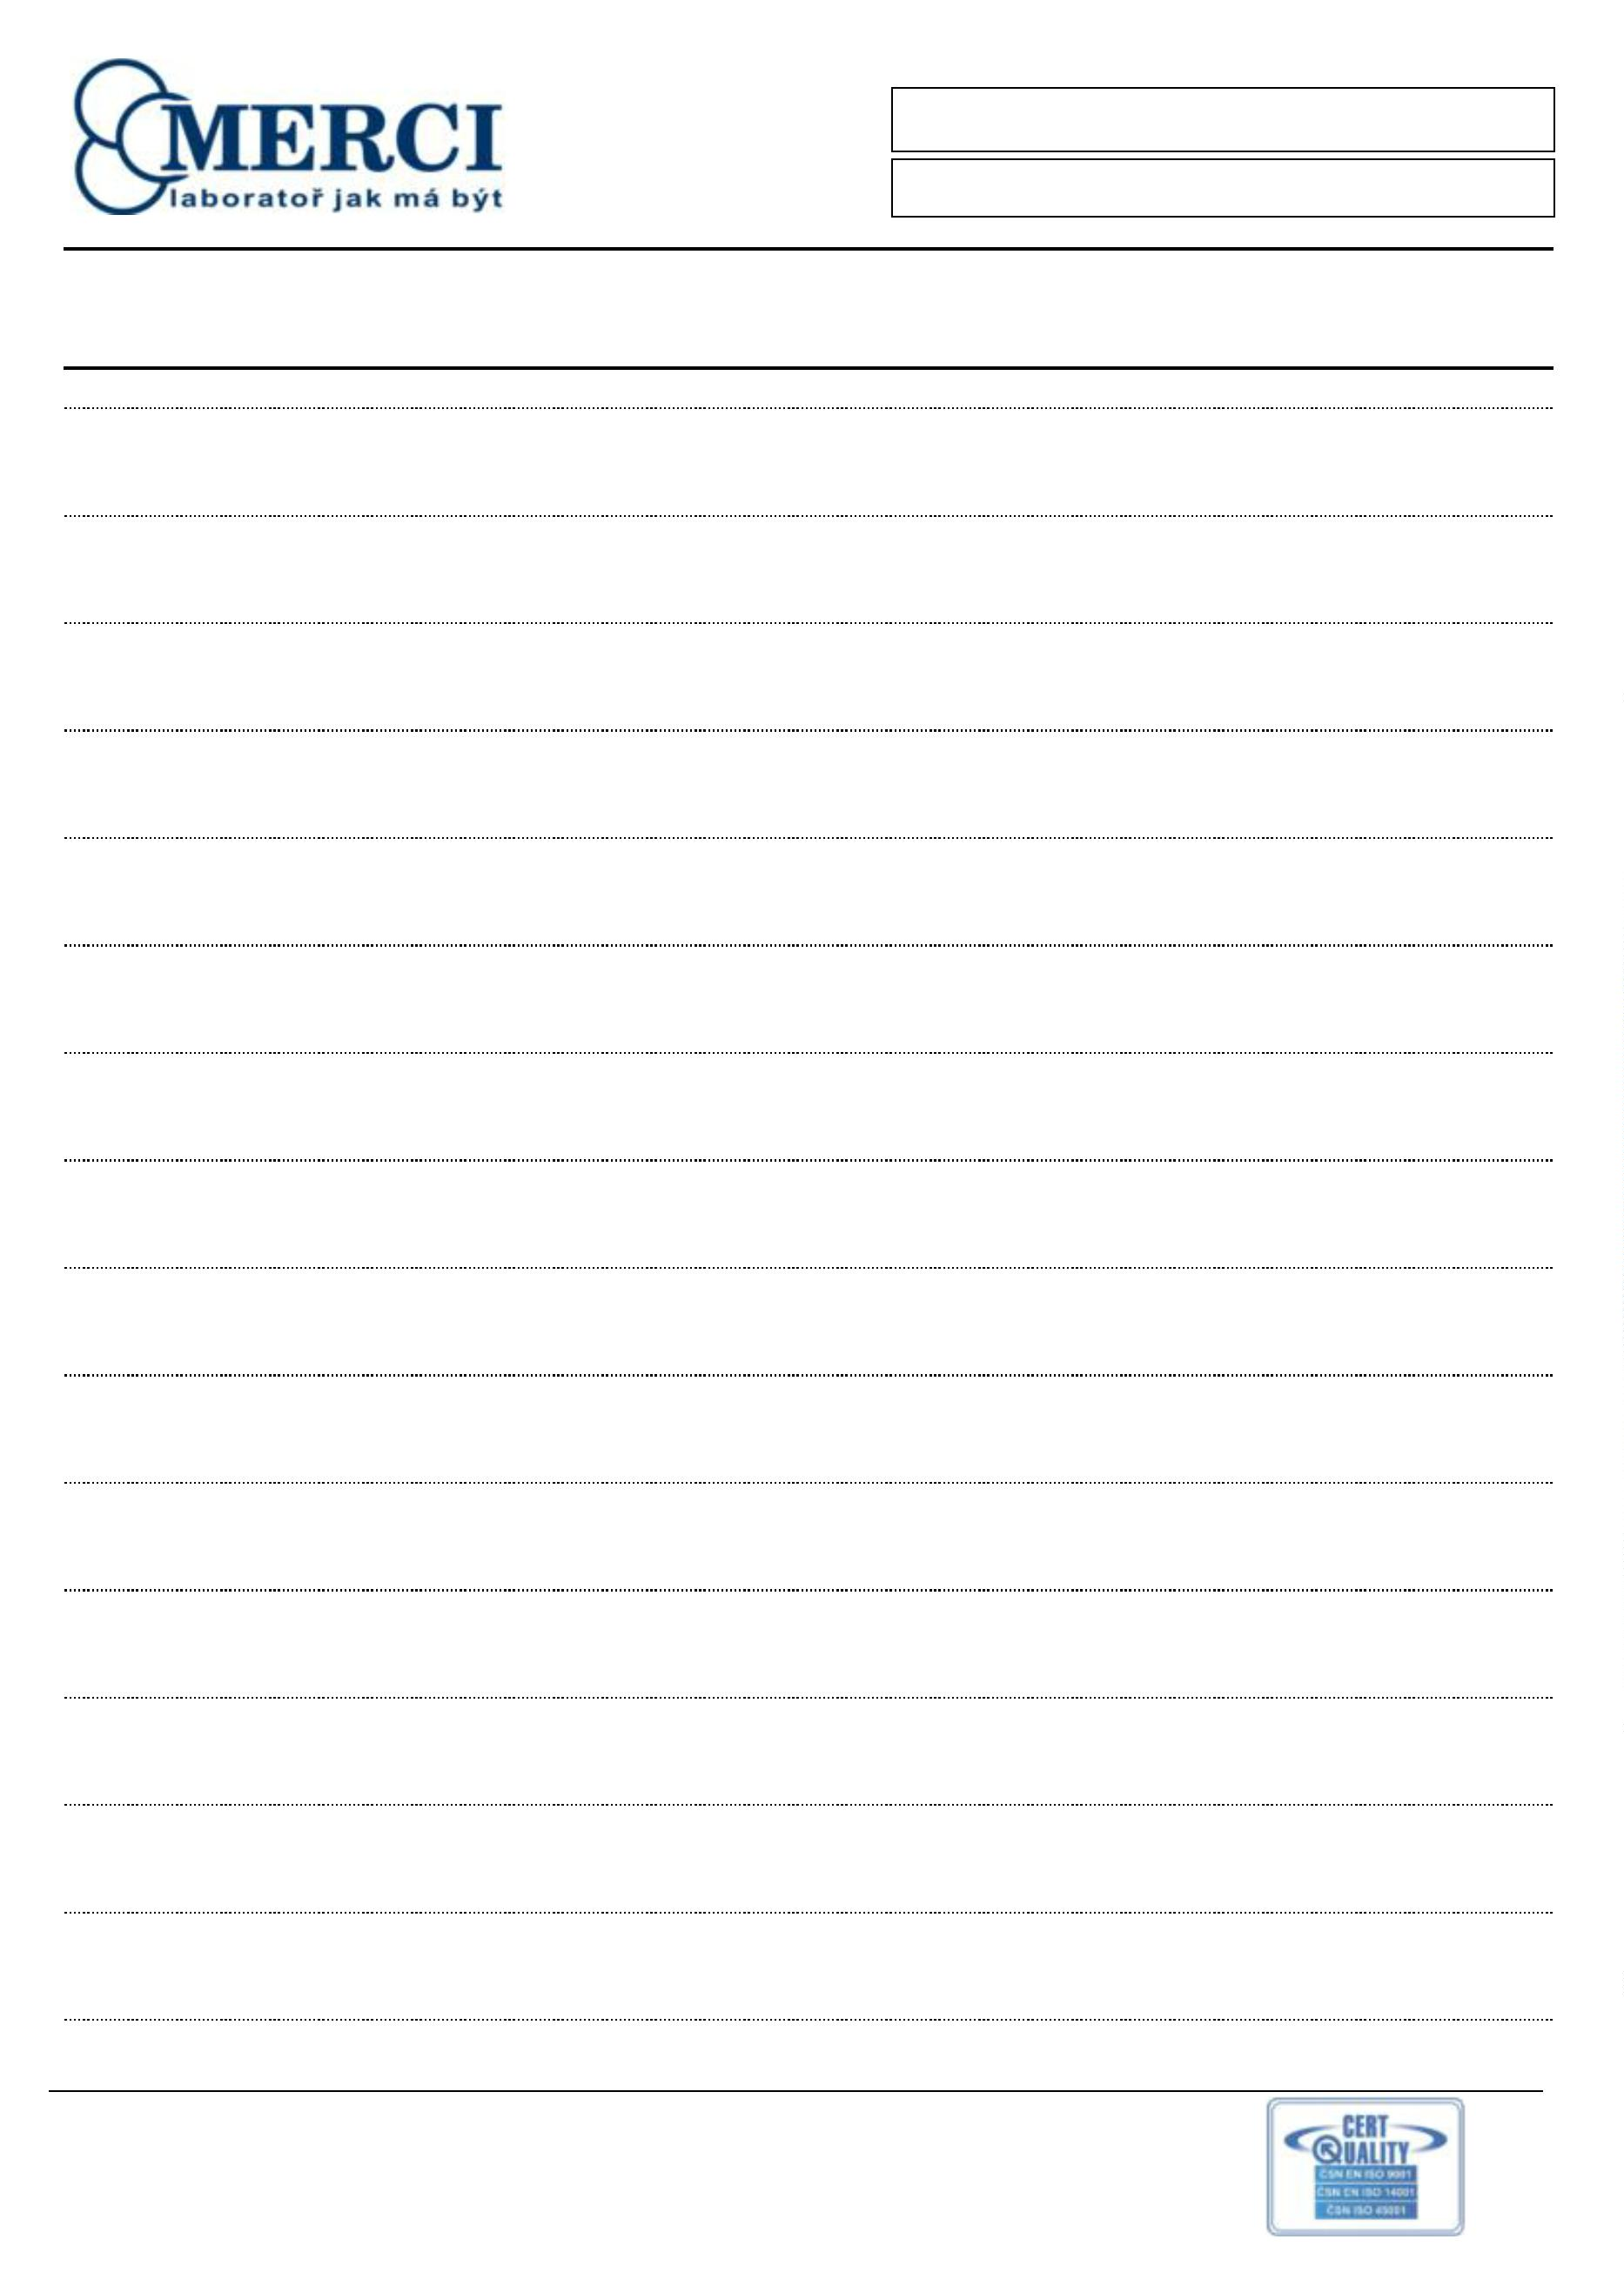 MERCI
laboratoř jak má být
CERT
QUALITY
ČSN EN ISO 9001
ČSN EN ISO 14001
ČSN ISO 45001